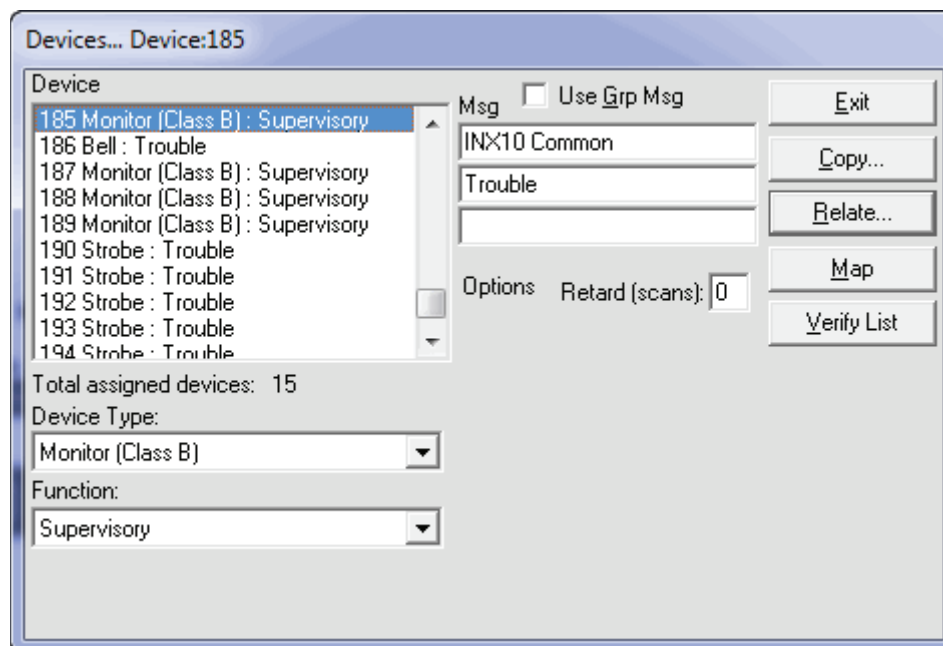 Devices... Device:185
Device
185 Monitor (Class B) : Supervisory
186 Bell : Trouble
187 Monitor (Class B) : Supervisory
188 Monitor (Class B) : Supervisory
189 Monitor (Class B) : Supervisory
190 Strobe : Trouble
191 Strobe : Trouble
192 Strobe : Trouble
193 Strobe : Trouble
194 Strobe : Trouble
Total assigned devices: 15
Device Type:
Monitor (Class B)
Function:
Supervisory
Msg Use Grp Msg
INX10 Common
Trouble
Options Retard (scans): 0
Exit
Copy...
Relate...
Map
Verify List